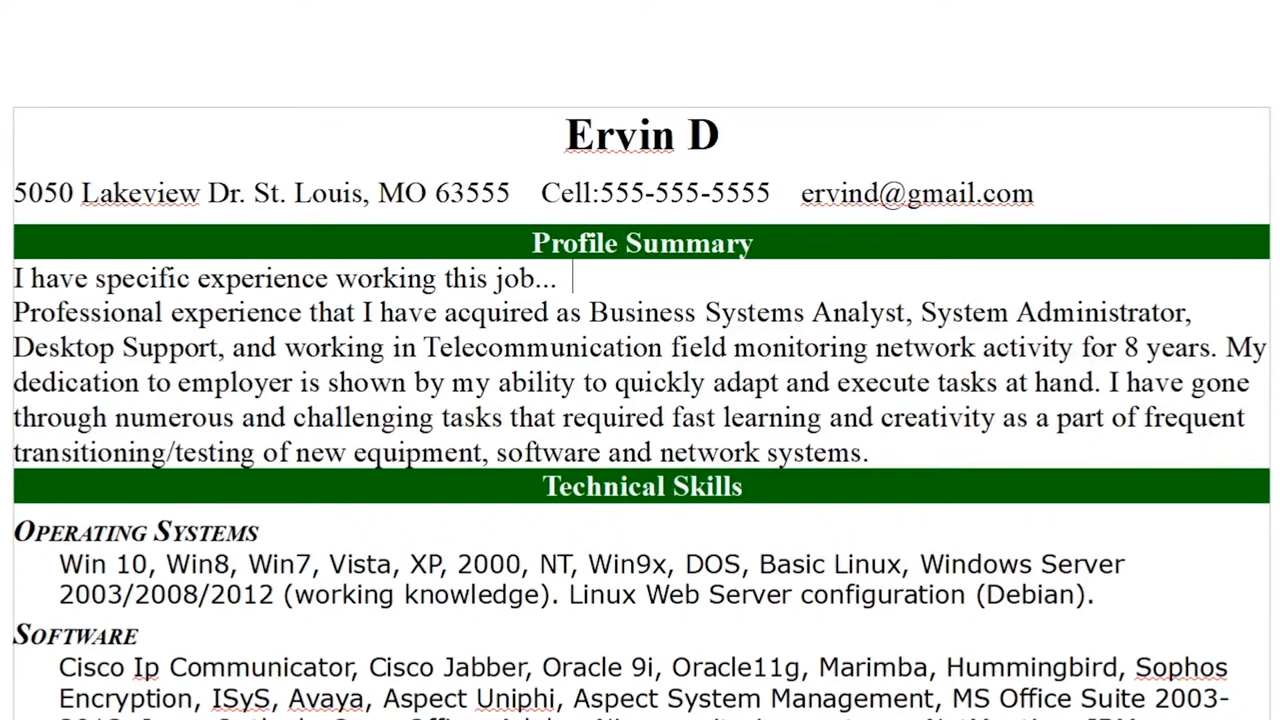 Ervin D
5050 Lakeview Dr. St. Louis, MO 63555 Cell:555-555-5555 ervind@gmail.com
Profile Summary
I have specific experience working this job...
Professional experience that I have acquired as Business Systems Analyst, System Administrator,
Desktop Support, and working in Telecommunication field monitoring network activity for 8 years. My
dedication to employer is shown by my ability to quickly adapt and execute tasks at hand. I have gone
through numerous and challenging tasks that required fast learning and creativity as a part of frequent
transitioning/testing of new equipment, software and network systems.
Technical Skills
OPERATING SYSTEMS
Win 10, Win8, Win7, Vista, XP, 2000, NT, Win9x, DOS, Basic Linux, Windows Server
2003/2008/2012 (working knowledge). Linux Web Server configuration (Debian).
SOFTWARE
Cisco Ip Communicator, Cisco Jabber, Oracle 9i, Oracle11g, Marimba, Hummingbird, Sophos
Encryption, ISyS, Avaya, Aspect Uniphi, Aspect System Management, MS Office Suite 2003-